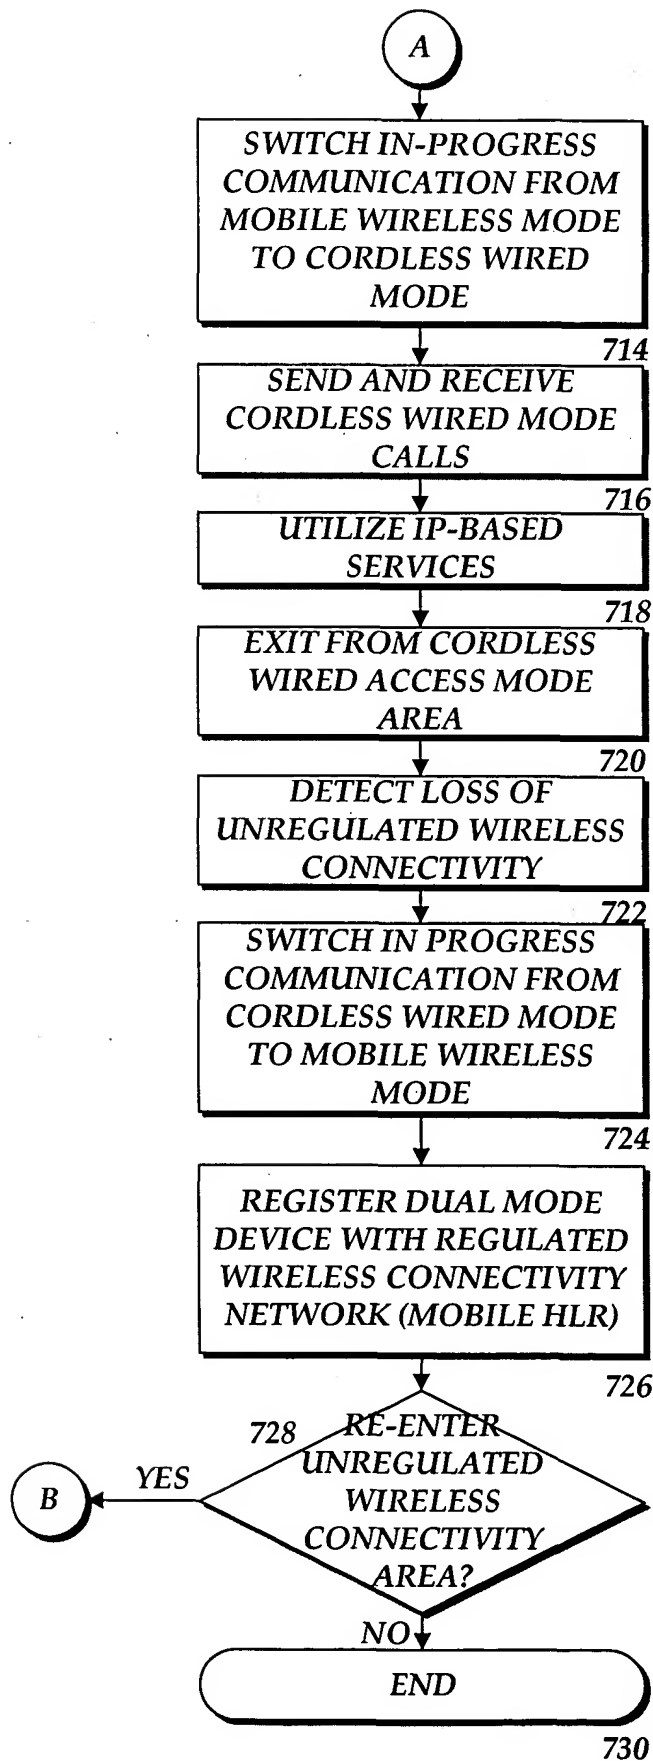 A
SWITCH IN-PROGRESS
COMMUNICATION FROM
MOBILE WIRELESS MODE
TO CORDLESS WIRED
MODE
714
SEND AND RECEIVE
CORDLESS WIRED MODE
CALLS
716
UTILIZE IP-BASED
SERVICES
718
EXIT FROM CORDLESS
WIRED ACCESS MODE
AREA
720
DETECT LOSS OF
UNREGULATED WIRELESS
CONNECTIVITY
722
SWITCH IN PROGRESS
COMMUNICATION FROM
CORDLESS WIRED MODE
TO MOBILE WIRELESS
MODE
724
REGISTER DUAL MODE
DEVICE WITH REGULATED
WIRELESS CONNECTIVITY
NETWORK (MOBILE HLR)
726
728
RE-ENTER
UNREGULATED
WIRELESS
CONNECTIVITY
AREA?
YES
B
NO
END
730